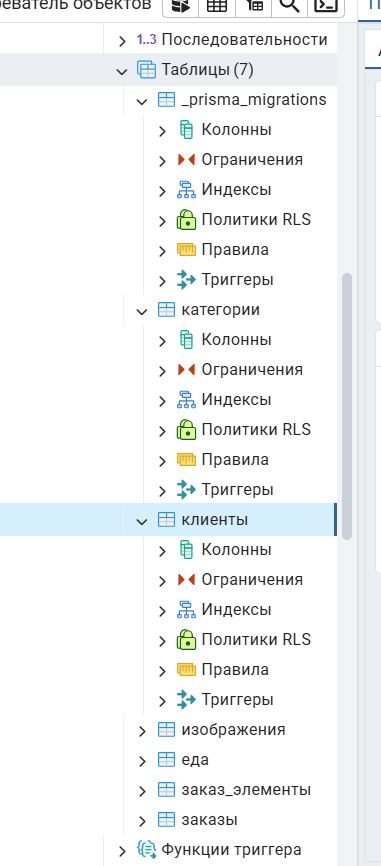 реватель объектов
1..3 Последовательности
Таблицы (7)
_prisma_migrations
Колонны
Ограничения
Индексы
Политики RLS
Правила
Триггеры
категории
Колонны
Ограничения
Индексы
Политики RLS
Правила
Триггеры
клиенты
Колонны
Ограничения
Индексы
Политики RLS
Правила
Триггеры
изображения
еда
заказ_элементы
заказы
Функции триггера